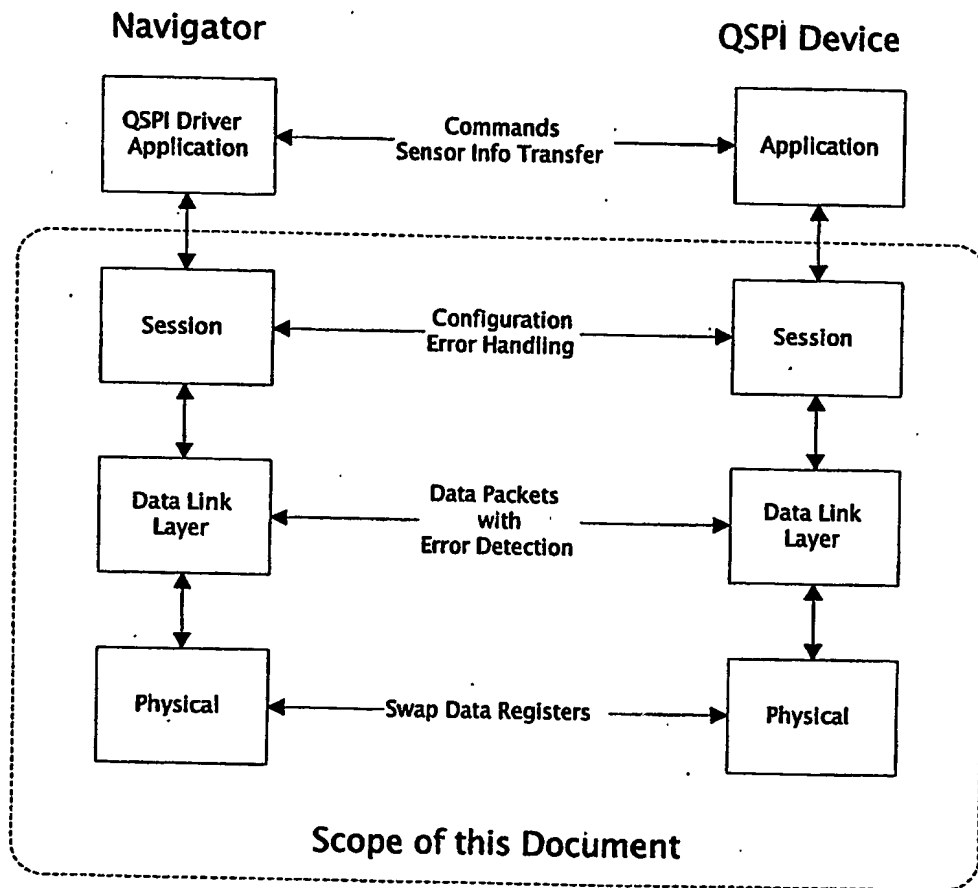 Navigator
QSPI Device
QSPI Driver
Application
Commands
Sensor Info Transfer
Application
Session
Configuration
Error Handling
Session
Data Link
Layer
Data Packets
with
Error Detection
Data Link
Layer
Physical
Swap Data Registers
Physical
Scope of this Document